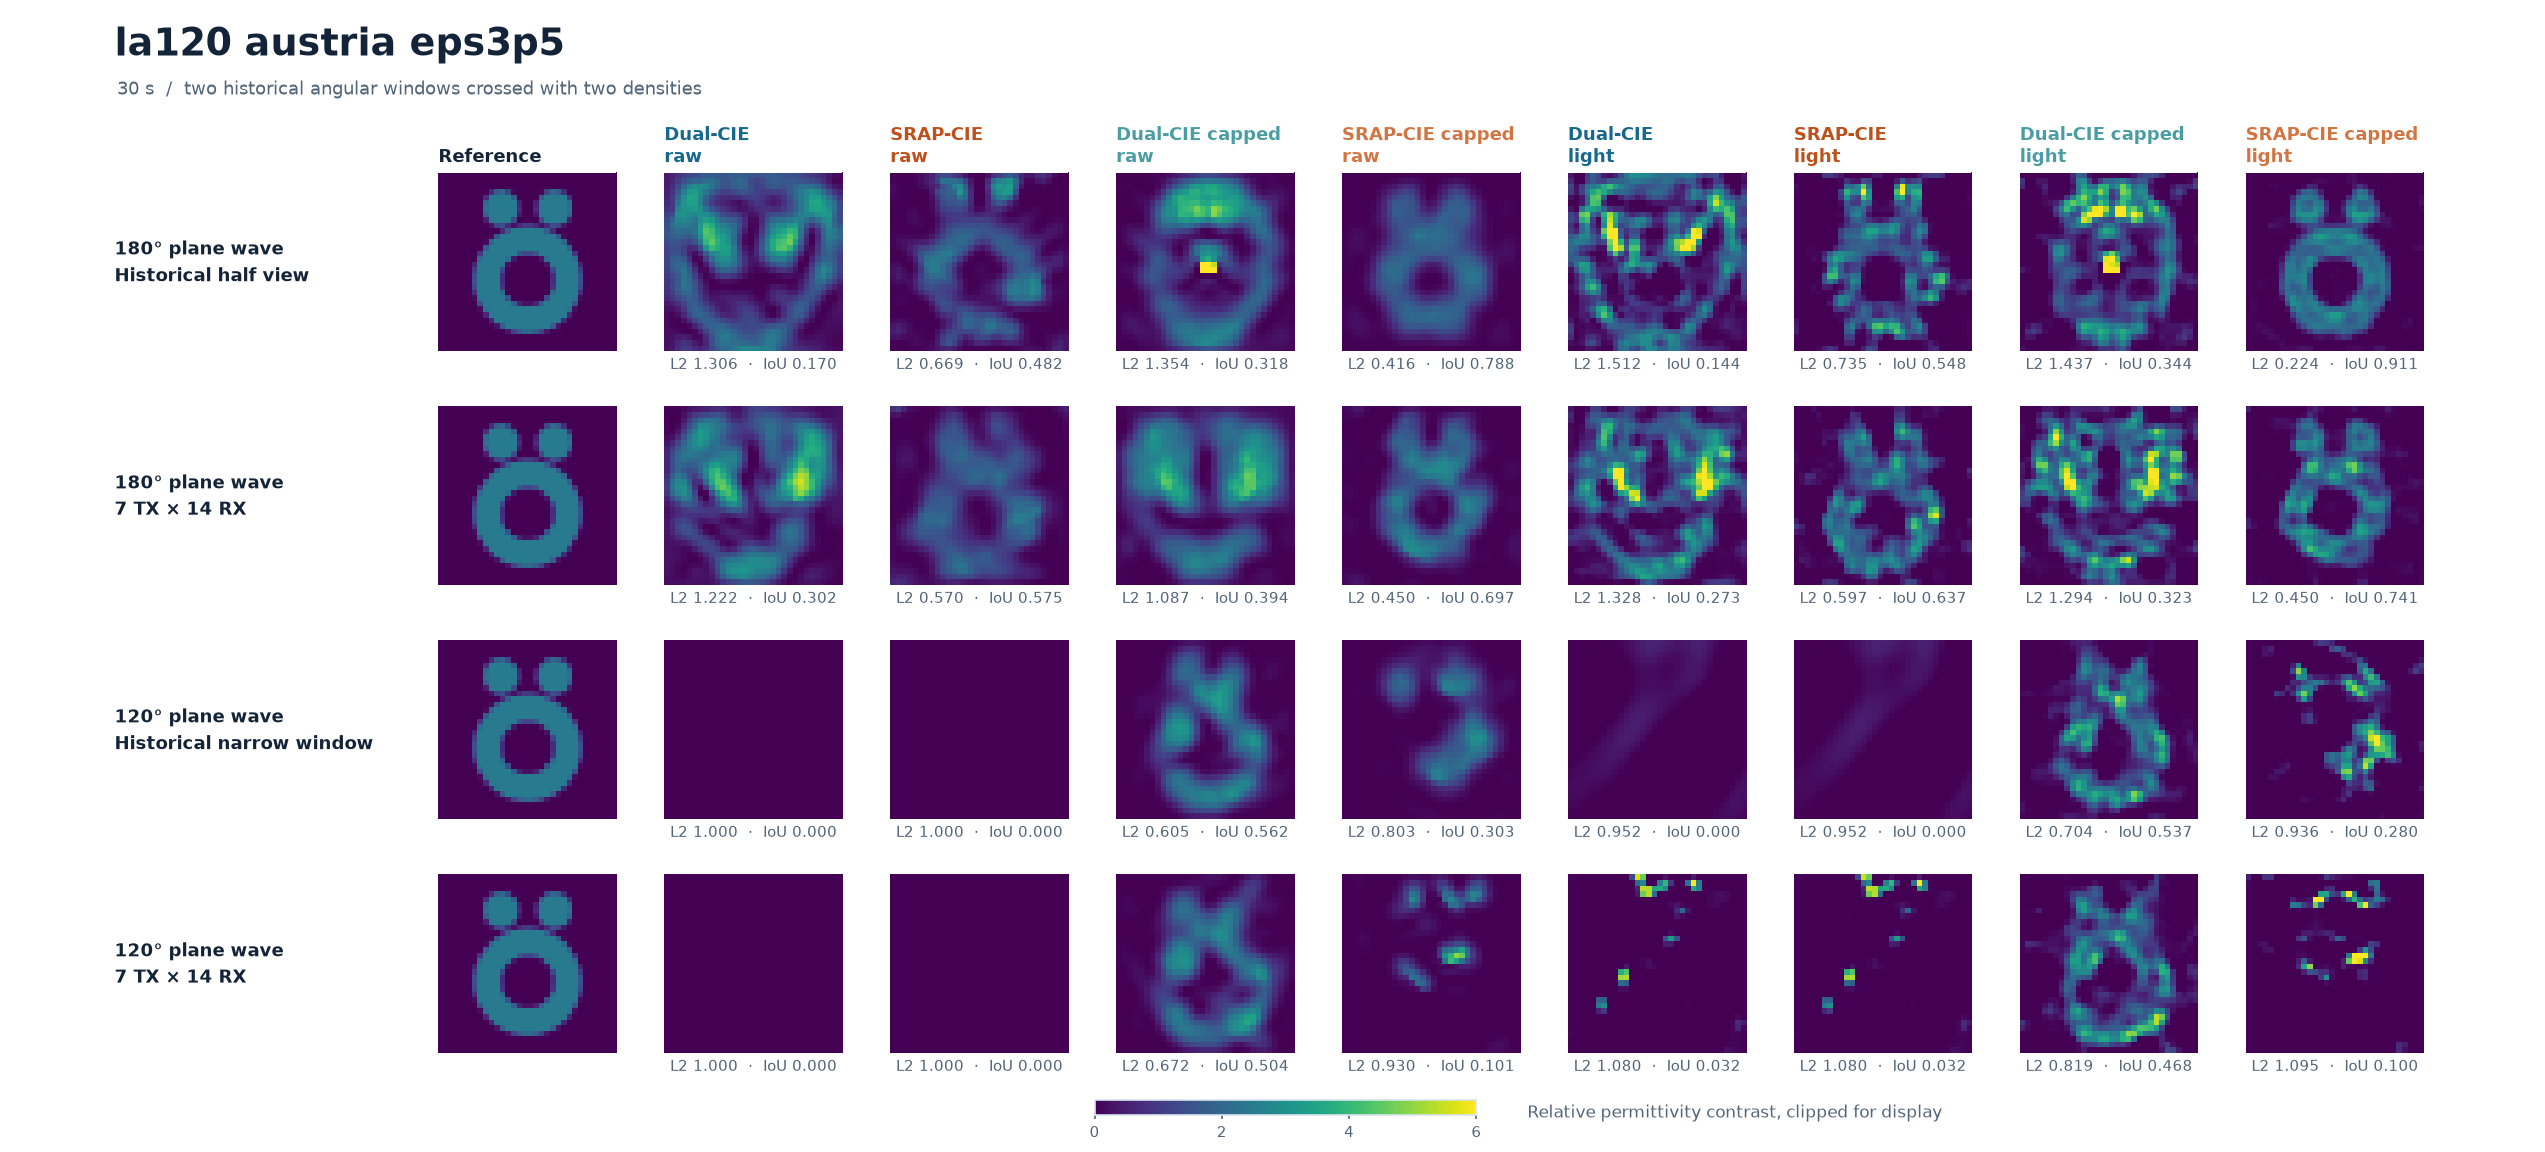 la120 austria eps3p5
30 s / two historical angular windows crossed with two densities
Reference
Dual-CIE
raw
SRAP-CIE
raw
Dual-CIE capped
raw
SRAP-CIE capped
raw
Dual-CIE
light
SRAP-CIE
light
Dual-CIE capped
light
SRAP-CIE capped
light
180° plane wave
Historical half view
L2 1.306 · IoU 0.170
L2 0.669 · IoU 0.482
L2 1.354 · IoU 0.318
L2 0.416 · IoU 0.788
L2 1.512 · IoU 0.144
L2 0.735 · IoU 0.548
L2 1.437 · IoU 0.344
L2 0.224 · IoU 0.911
180° plane wave
7 TX × 14 RX
L2 1.222 · IoU 0.302
L2 0.570 · IoU 0.575
L2 1.087 · IoU 0.394
L2 0.450 · IoU 0.697
L2 1.328 · IoU 0.273
L2 0.597 · IoU 0.637
L2 1.294 · IoU 0.323
L2 0.450 · IoU 0.741
120° plane wave
Historical narrow window
L2 1.000 · IoU 0.000
L2 1.000 · IoU 0.000
L2 0.605 · IoU 0.562
L2 0.803 · IoU 0.303
L2 0.952 · IoU 0.000
L2 0.952 · IoU 0.000
L2 0.704 · IoU 0.537
L2 0.936 · IoU 0.280
120° plane wave
7 TX × 14 RX
L2 1.000 · IoU 0.000
L2 1.000 · IoU 0.000
L2 0.672 · IoU 0.504
L2 0.930 · IoU 0.101
L2 1.080 · IoU 0.032
L2 1.080 · IoU 0.032
L2 0.819 · IoU 0.468
L2 1.095 · IoU 0.100
Relative permittivity contrast, clipped for display
0 2 4 6